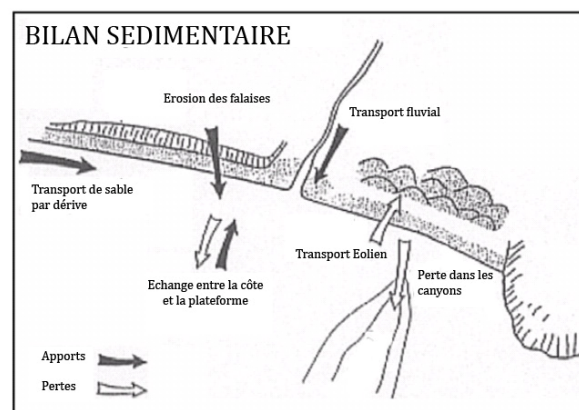 BILAN SEDIMENTAIRE
Erosion des falaises
Transport fluvial
Transport de sable
par dérive
Transport Eolien
Perte dans les
canyons
Echange entre la côte
et la plateforme
Apports
Pertes